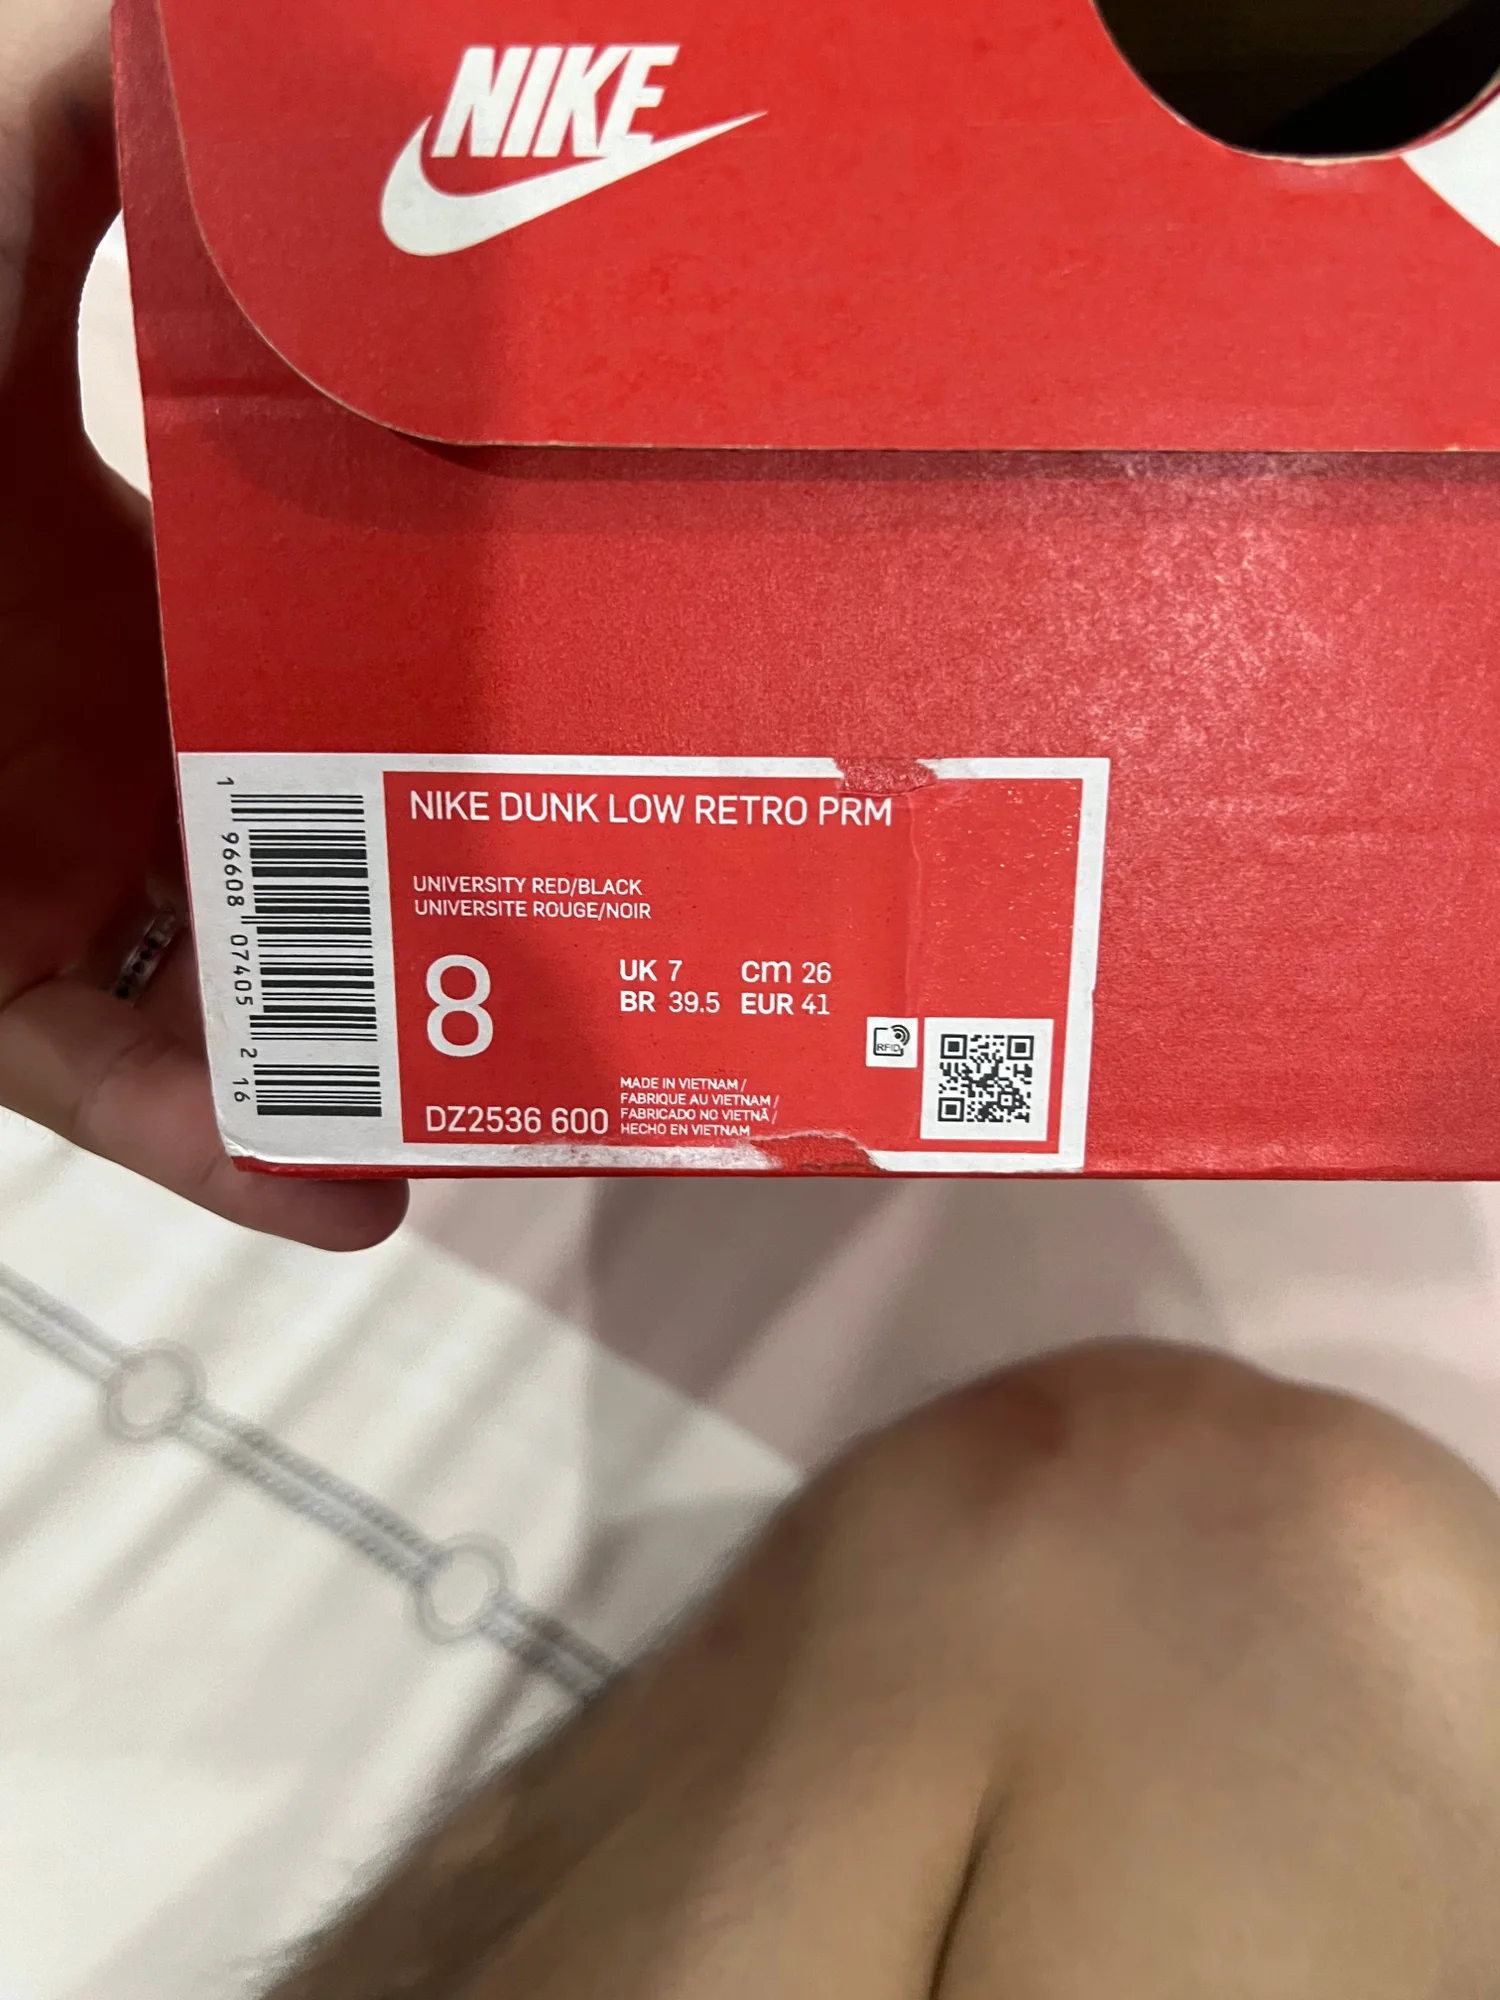 NIKE
NIKE DUNK LOW RETRO PRM
UNIVERSITY RED/BLACK
UNIVERSITE ROUGE/NOIR
8
UK 7 cm 26
BR 39.5 EUR 41
RFID
DZ2536 600
MADE IN VIETNAM /
FABRIQUE AU VIETNAM /
FABRICADO NO VIETNÃ /
HECHO EN VIETNAM
1 96608 07405 2 16